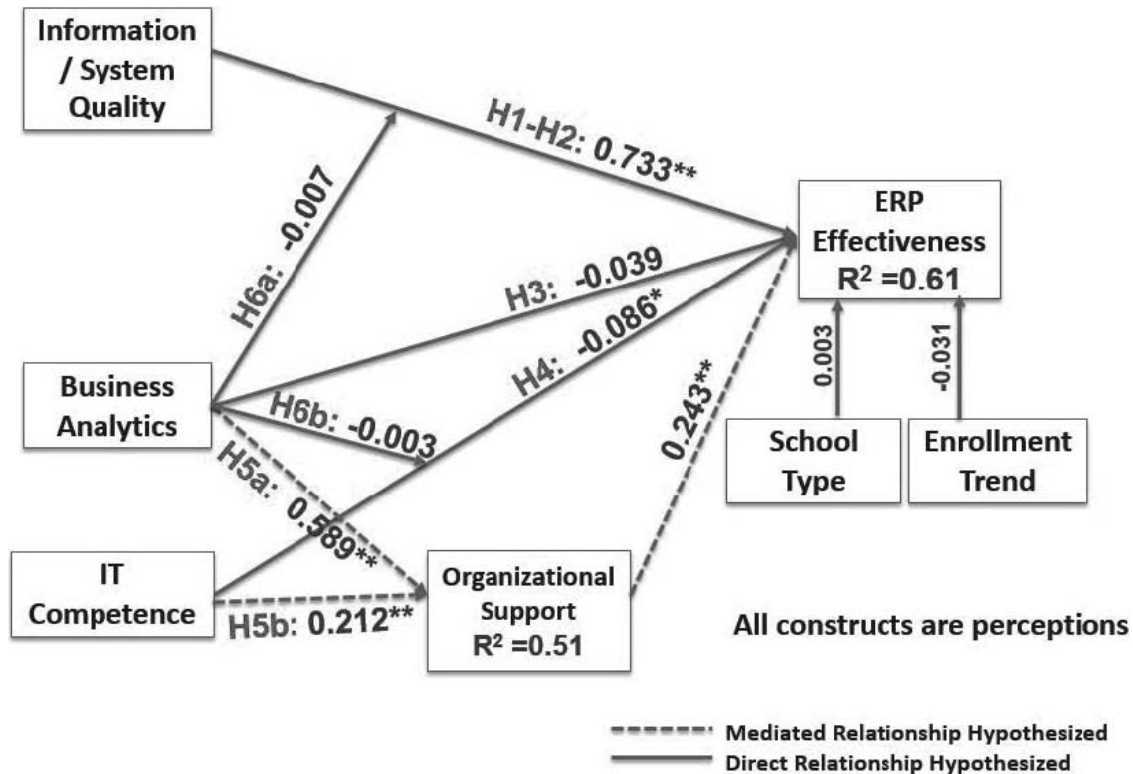 Information
/ System
Quality
H1-H2: 0.733**
H6a: -0.007
ERP
Effectiveness
R² =0.61
H3: -0.039
H4: -0.086*
0.243**
0.003
-0.031
Business
Analytics
H6b: -0.003
H5a: 0.589**
School
Type
Enrollment
Trend
IT
Competence
H5b: 0.212**
Organizational
Support
R² =0.51
All constructs are perceptions
Mediated Relationship Hypothesized
Direct Relationship Hypothesized